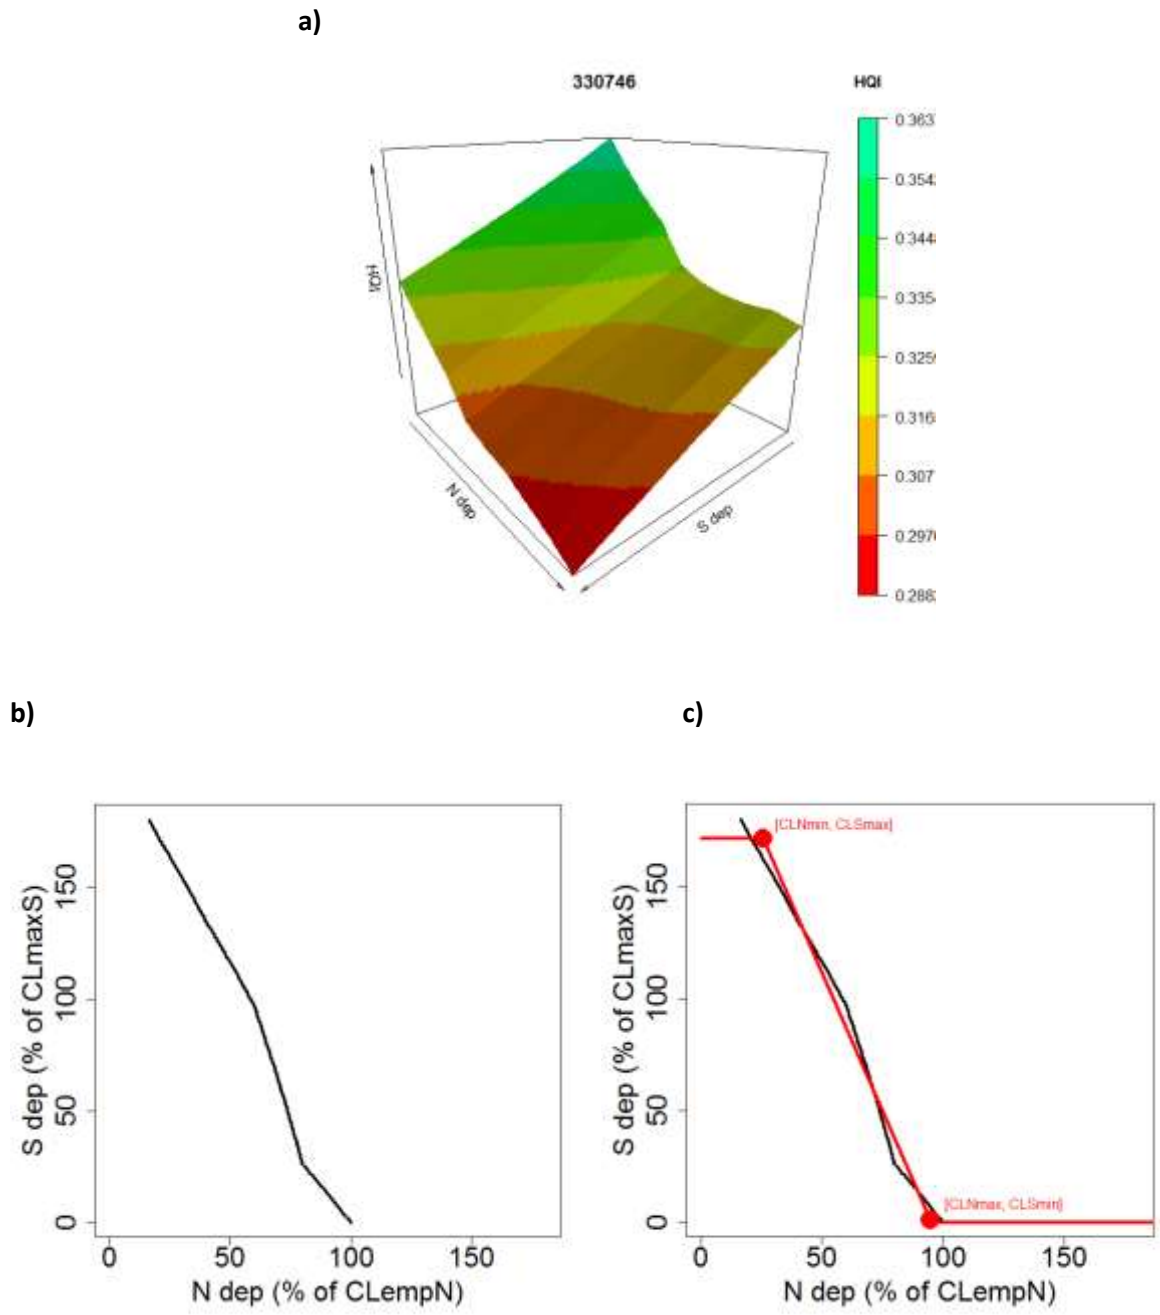 a)
330746
HQI
0.363
0.354
0.344
0.335
0.325
0.316
0.307
0.297
0.288
HQI
N dep
S dep
b)
c)
S dep (% of CLmaxS)
150
100
50
0
0 50 100 150
N dep (% of CLempN)
S dep (% of CLmaxS)
150
100
50
0
[CLNmin, CLSmax]
[CLNmax, CLSmin]
0 50 100 150
N dep (% of CLempN)